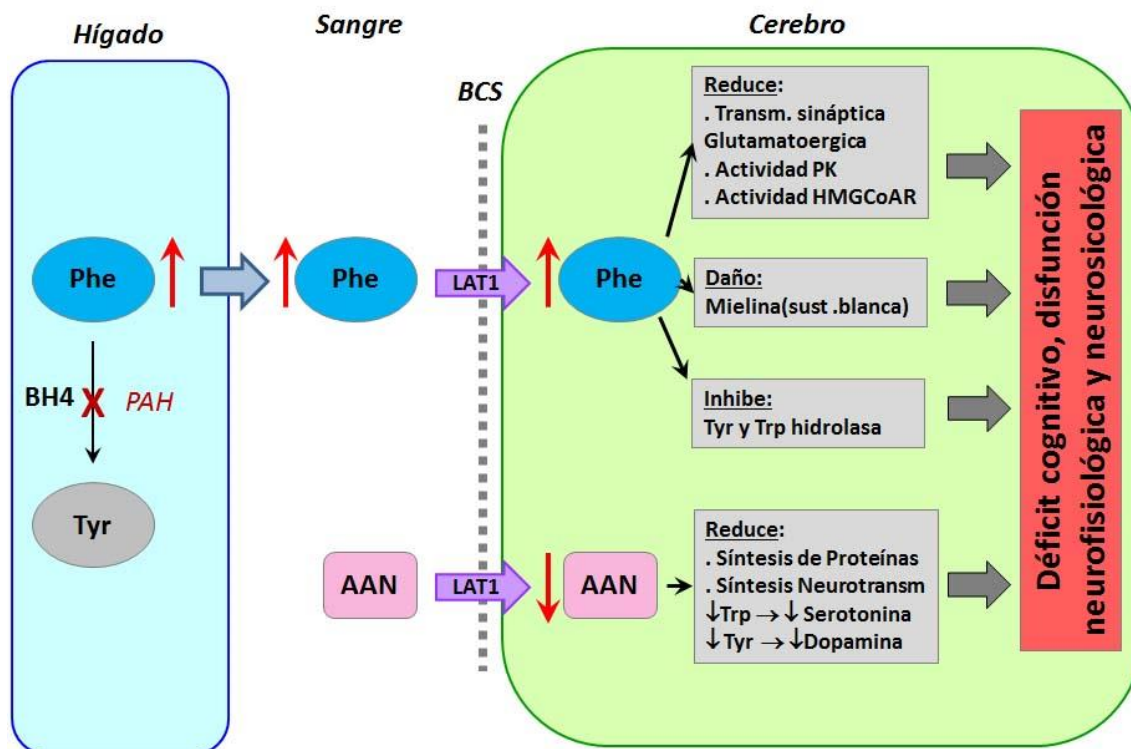 Hígado
Sangre
Cerebro
BCS
Phe
BH4
PAH
X
Tyr
Phe
LAT1
Phe
AAN
LAT1
AAN
Reduce:
. Transm. sináptica
Glutamatoergica
. Actividad PK
. Actividad HMGCoAR
Daño:
Mielina(sust .blanca)
Inhibe:
Tyr y Trp hidrolasa
Reduce:
. Síntesis de Proteínas
. Síntesis Neurotransm
↓Trp → ↓ Serotonina
↓Tyr → ↓Dopamina
Déficit cognitivo, disfunción
neurofisiológica y neurosicológica